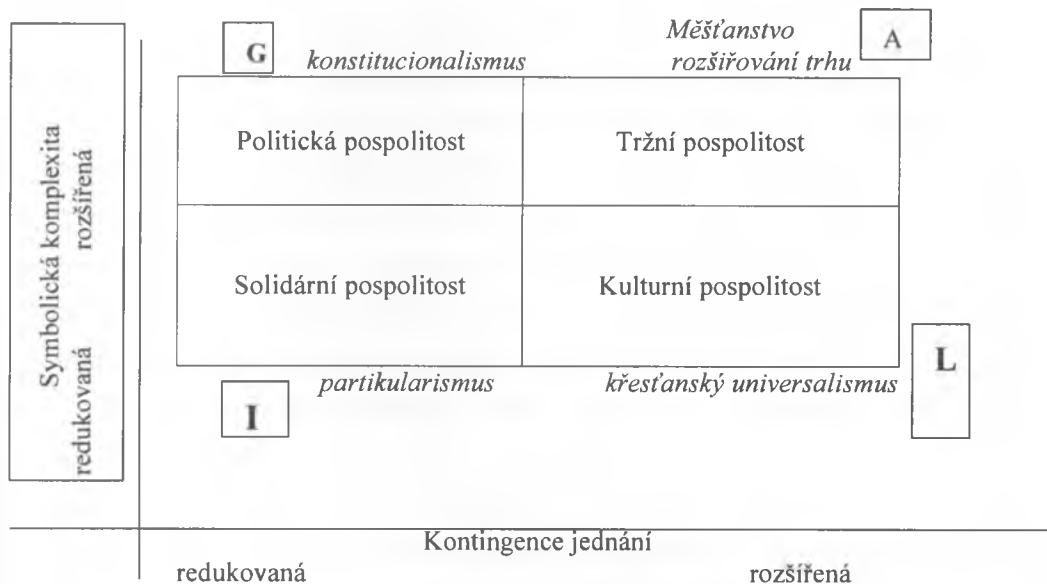 G
konstitucionalismus
Měšťanstvo
rozšiřování trhu
A
Politická pospolitost
Tržní pospolitost
Symbolická komplexita
redukovaná rozšířená
Solidární pospolitost
Kulturní pospolitost
L
partikularismus
křesťanský universalismus
I
Kontingence jednání
redukovaná
rozšířená